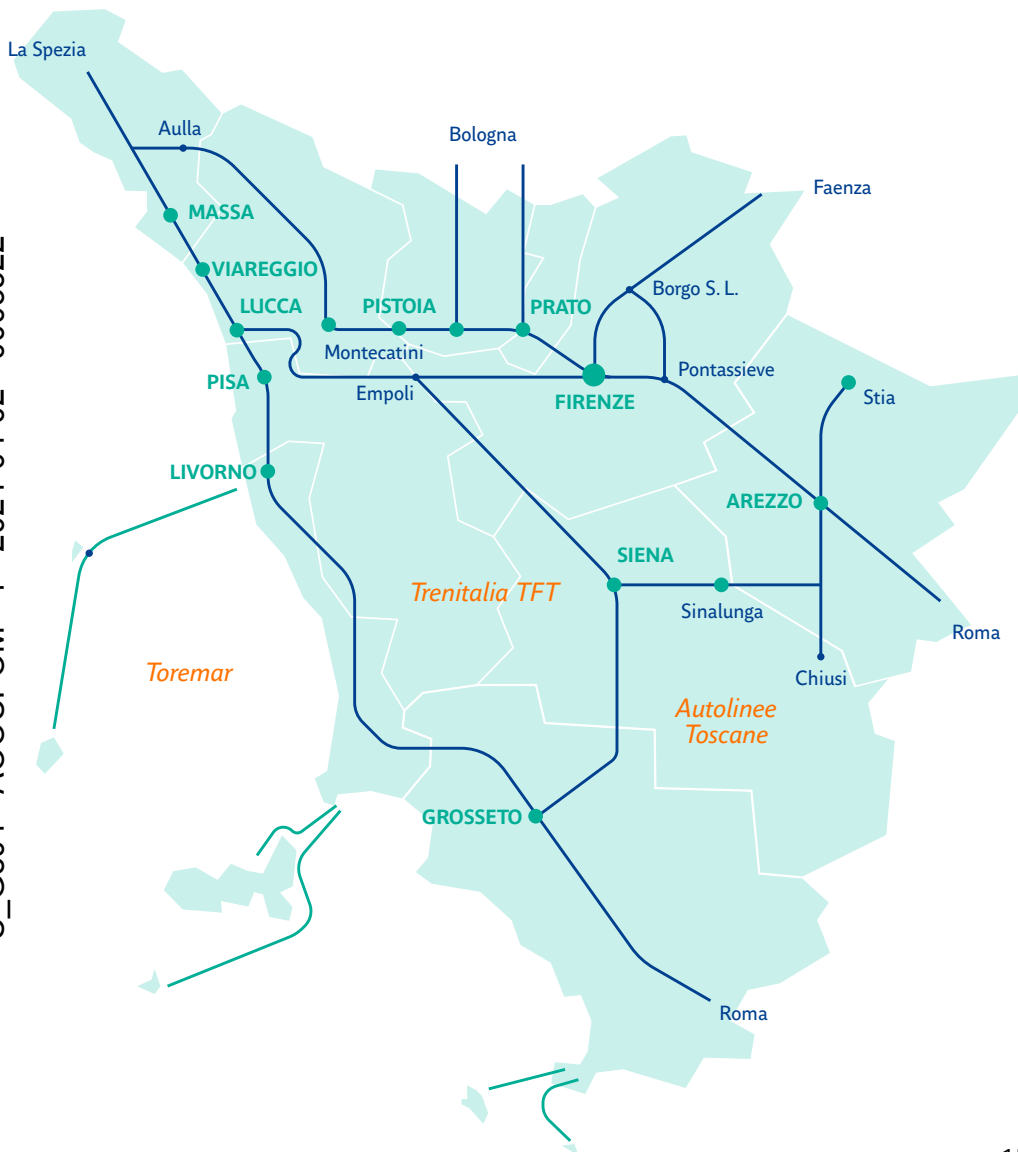 La Spezia
Aulla
Bologna
Faenza
MASSA
VIAREGGIO
Borgo S. L.
LUCCA
PISTOIA
PRATO
Montecatini
Pontassieve
PISA
Empoli
FIRENZE
Stia
LIVORNO
AREZZO
SIENA
Trenitalia TFT
Sinalunga
Roma
Toremar
Chiusi
Autolinee
Toscane
GROSSETO
Roma